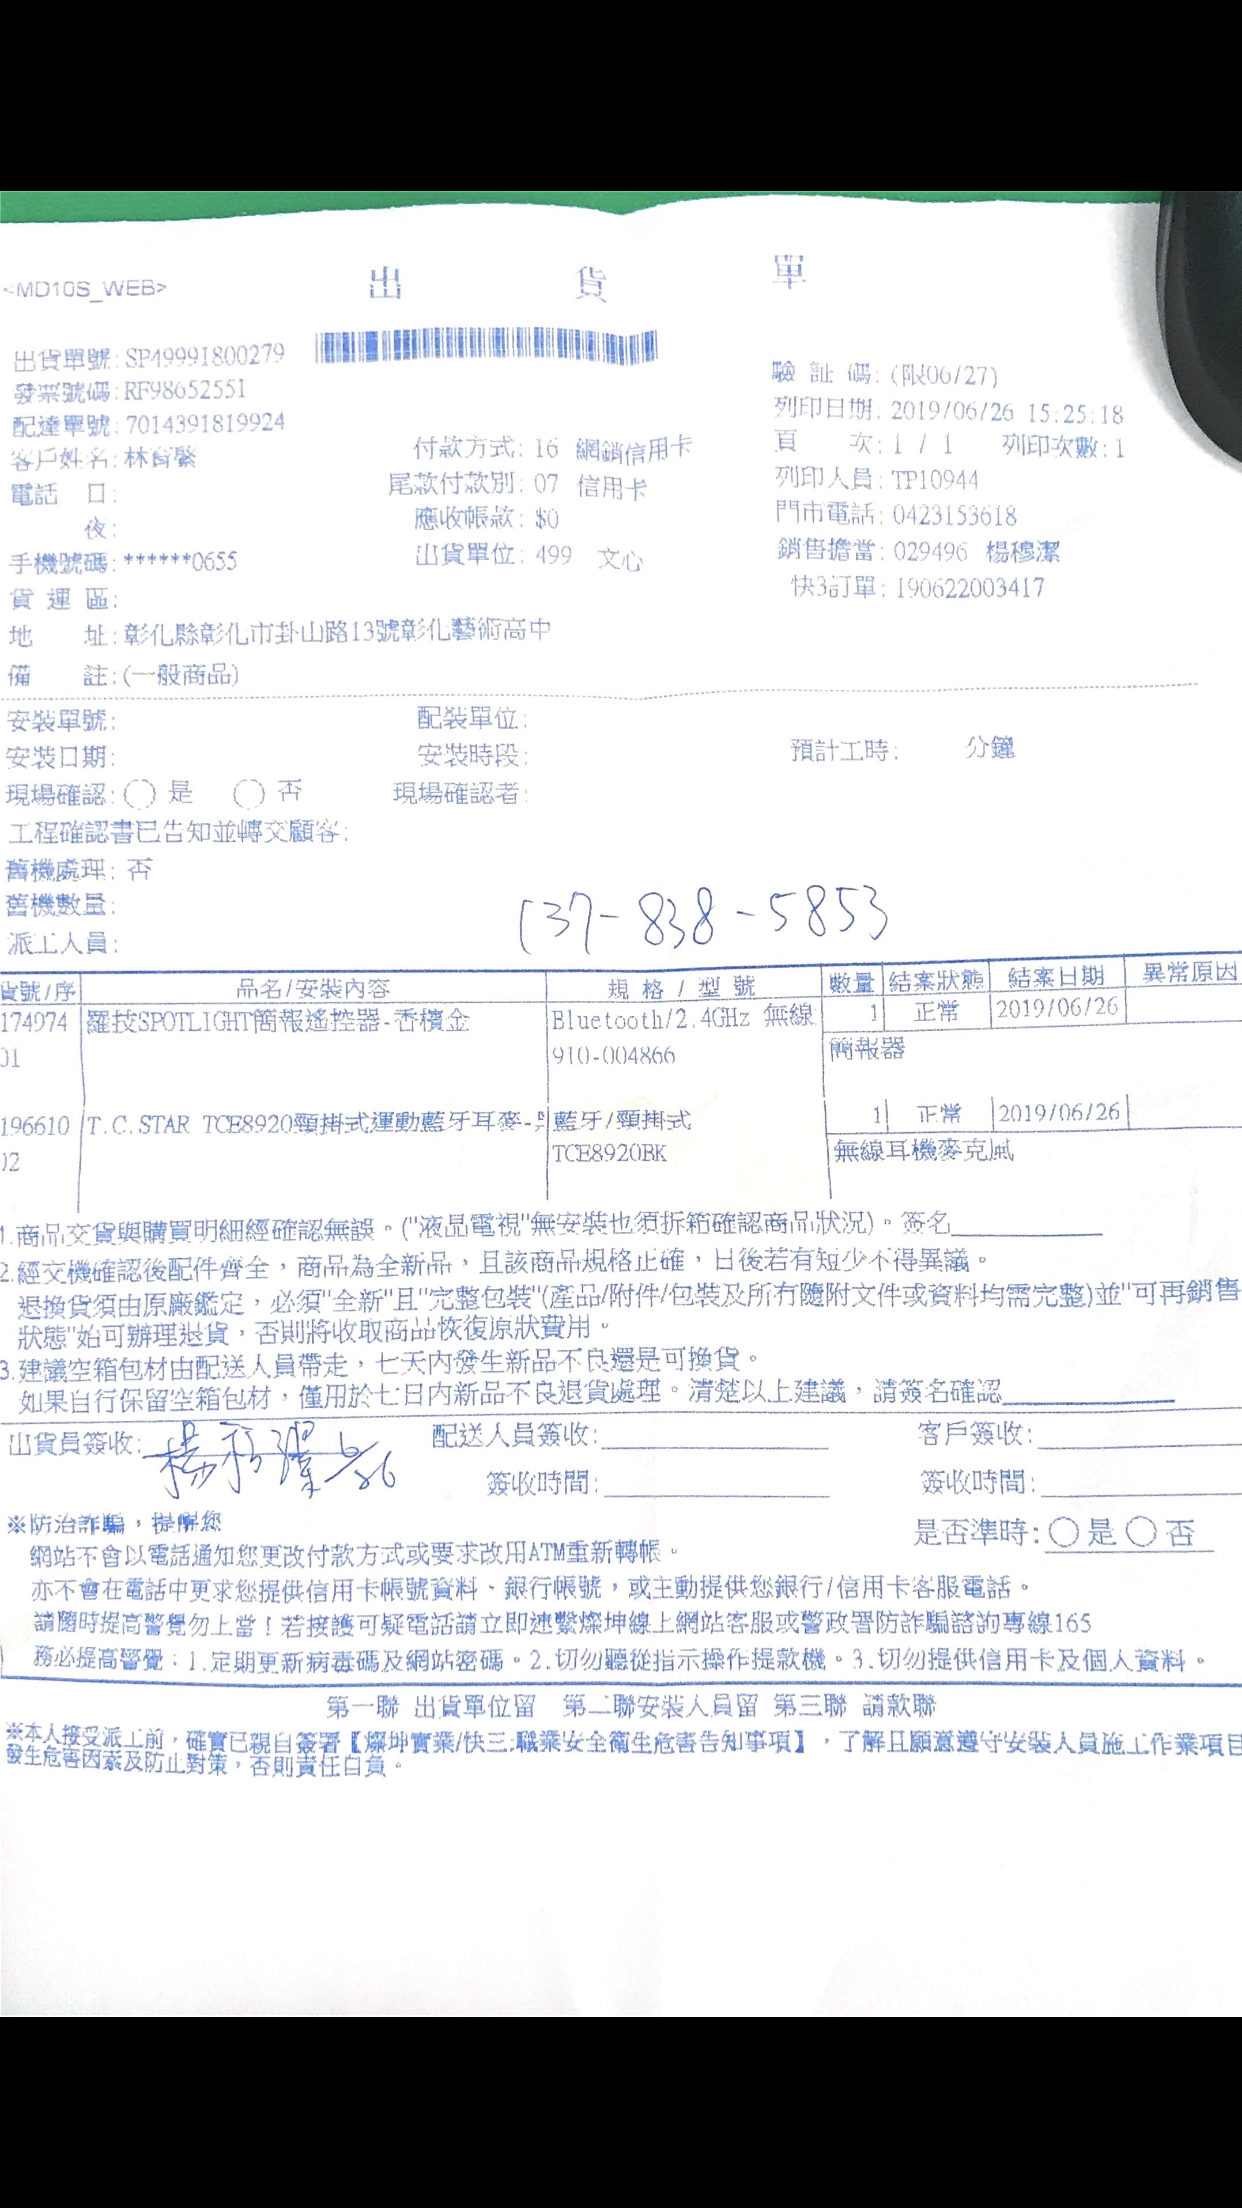 <MD10S_WEB>
出 貨 單
出貨單號:SP49991800279
發票號碼:RF98652551
配達單號:7014391819924
客戶姓名:林育緊
電話 日:
夜:
手機號碼:******0655
貨運區:
地 址:彰化縣彰化市卦山路13號彰化藝術高中
備 註:(一般商品)
付款方式:16 網銷信用卡
尾款付款別:07 信用卡
應收帳款:$0
出貨單位:499 文心
驗 証 碼:(限06/27)
列印日期:2019/06/26 15:25:18
頁 次:1 / 1 列印次數:1
列印人員:TP10944
門市電話:0423153618
銷售擔當:029496 楊穆潔
快3訂單:190622003417
安裝單號: 配裝單位:
安裝日期: 安裝時段: 預計工時: 分鐘
現場確認:○是 ○否 現場確認者:
工程確認書已告知並轉交顧客:
舊機處理:否
舊機數量:
派工人員:
137-838-5853
貨號/序 品名/安裝內容 規 格 / 型 號 數量 結案狀態 結案日期 異常原因
174974 羅技SPOTLIGHT簡報遙控器-香檳金 Bluetooth/2.4GHz 無線 1 正常 2019/06/26
01 910-004866 簡報器
196610 T.C.STAR TCE8920頸掛式運動藍牙耳麥- 藍牙/頸掛式 1 正常 2019/06/26
02 TCE8920BK 無線耳機麥克風
1.商品交貨與購買明細經確認無誤。("液晶電視"無安裝也須拆箱確認商品狀況)。簽名
2.經交機確認後配件齊全，商品為全新品，且該商品規格正確，日後若有短少不得異議。
退換貨須由原廠鑑定，必須"全新"且"完整包裝"(產品/附件/包裝及所有隨附文件或資料均需完整)並"可再銷售
狀態"始可辦理退貨，否則將收取商品恢復原狀費用。
3.建議空箱包材由配送人員帶走，七天內發生新品不良還是可換貨。
如果自行保留空箱包材，僅用於七日內新品不良退貨處理。清楚以上建議，請簽名確認
出貨員簽收: 6/26 配送人員簽收: 客戶簽收:
簽收時間: 簽收時間:
※防治詐騙，提醒您
是否準時:○是○否
網站不會以電話通知您更改付款方式或要求改用ATM重新轉帳。
亦不會在電話中要求您提供信用卡帳號資料、銀行帳號，或主動提供您銀行/信用卡客服電話。
請隨時提高警覺勿上當！若接獲可疑電話請立即連繫燦坤線上網站客服或警政署防詐騙諮詢專線165
務必提高警覺：1.定期更新病毒碼及網站密碼。2.切勿聽從指示操作提款機。3.切勿提供信用卡及個人資料。
第一聯 出貨單位留 第二聯安裝人員留 第三聯 請款聯
※本人接受派工前，確實已親自簽署【燦坤實業/快三.職業安全衛生危害告知事項】，了解且願意遵守安裝人員施工作業項目
發生危害因素及防止對策，否則責任自負。